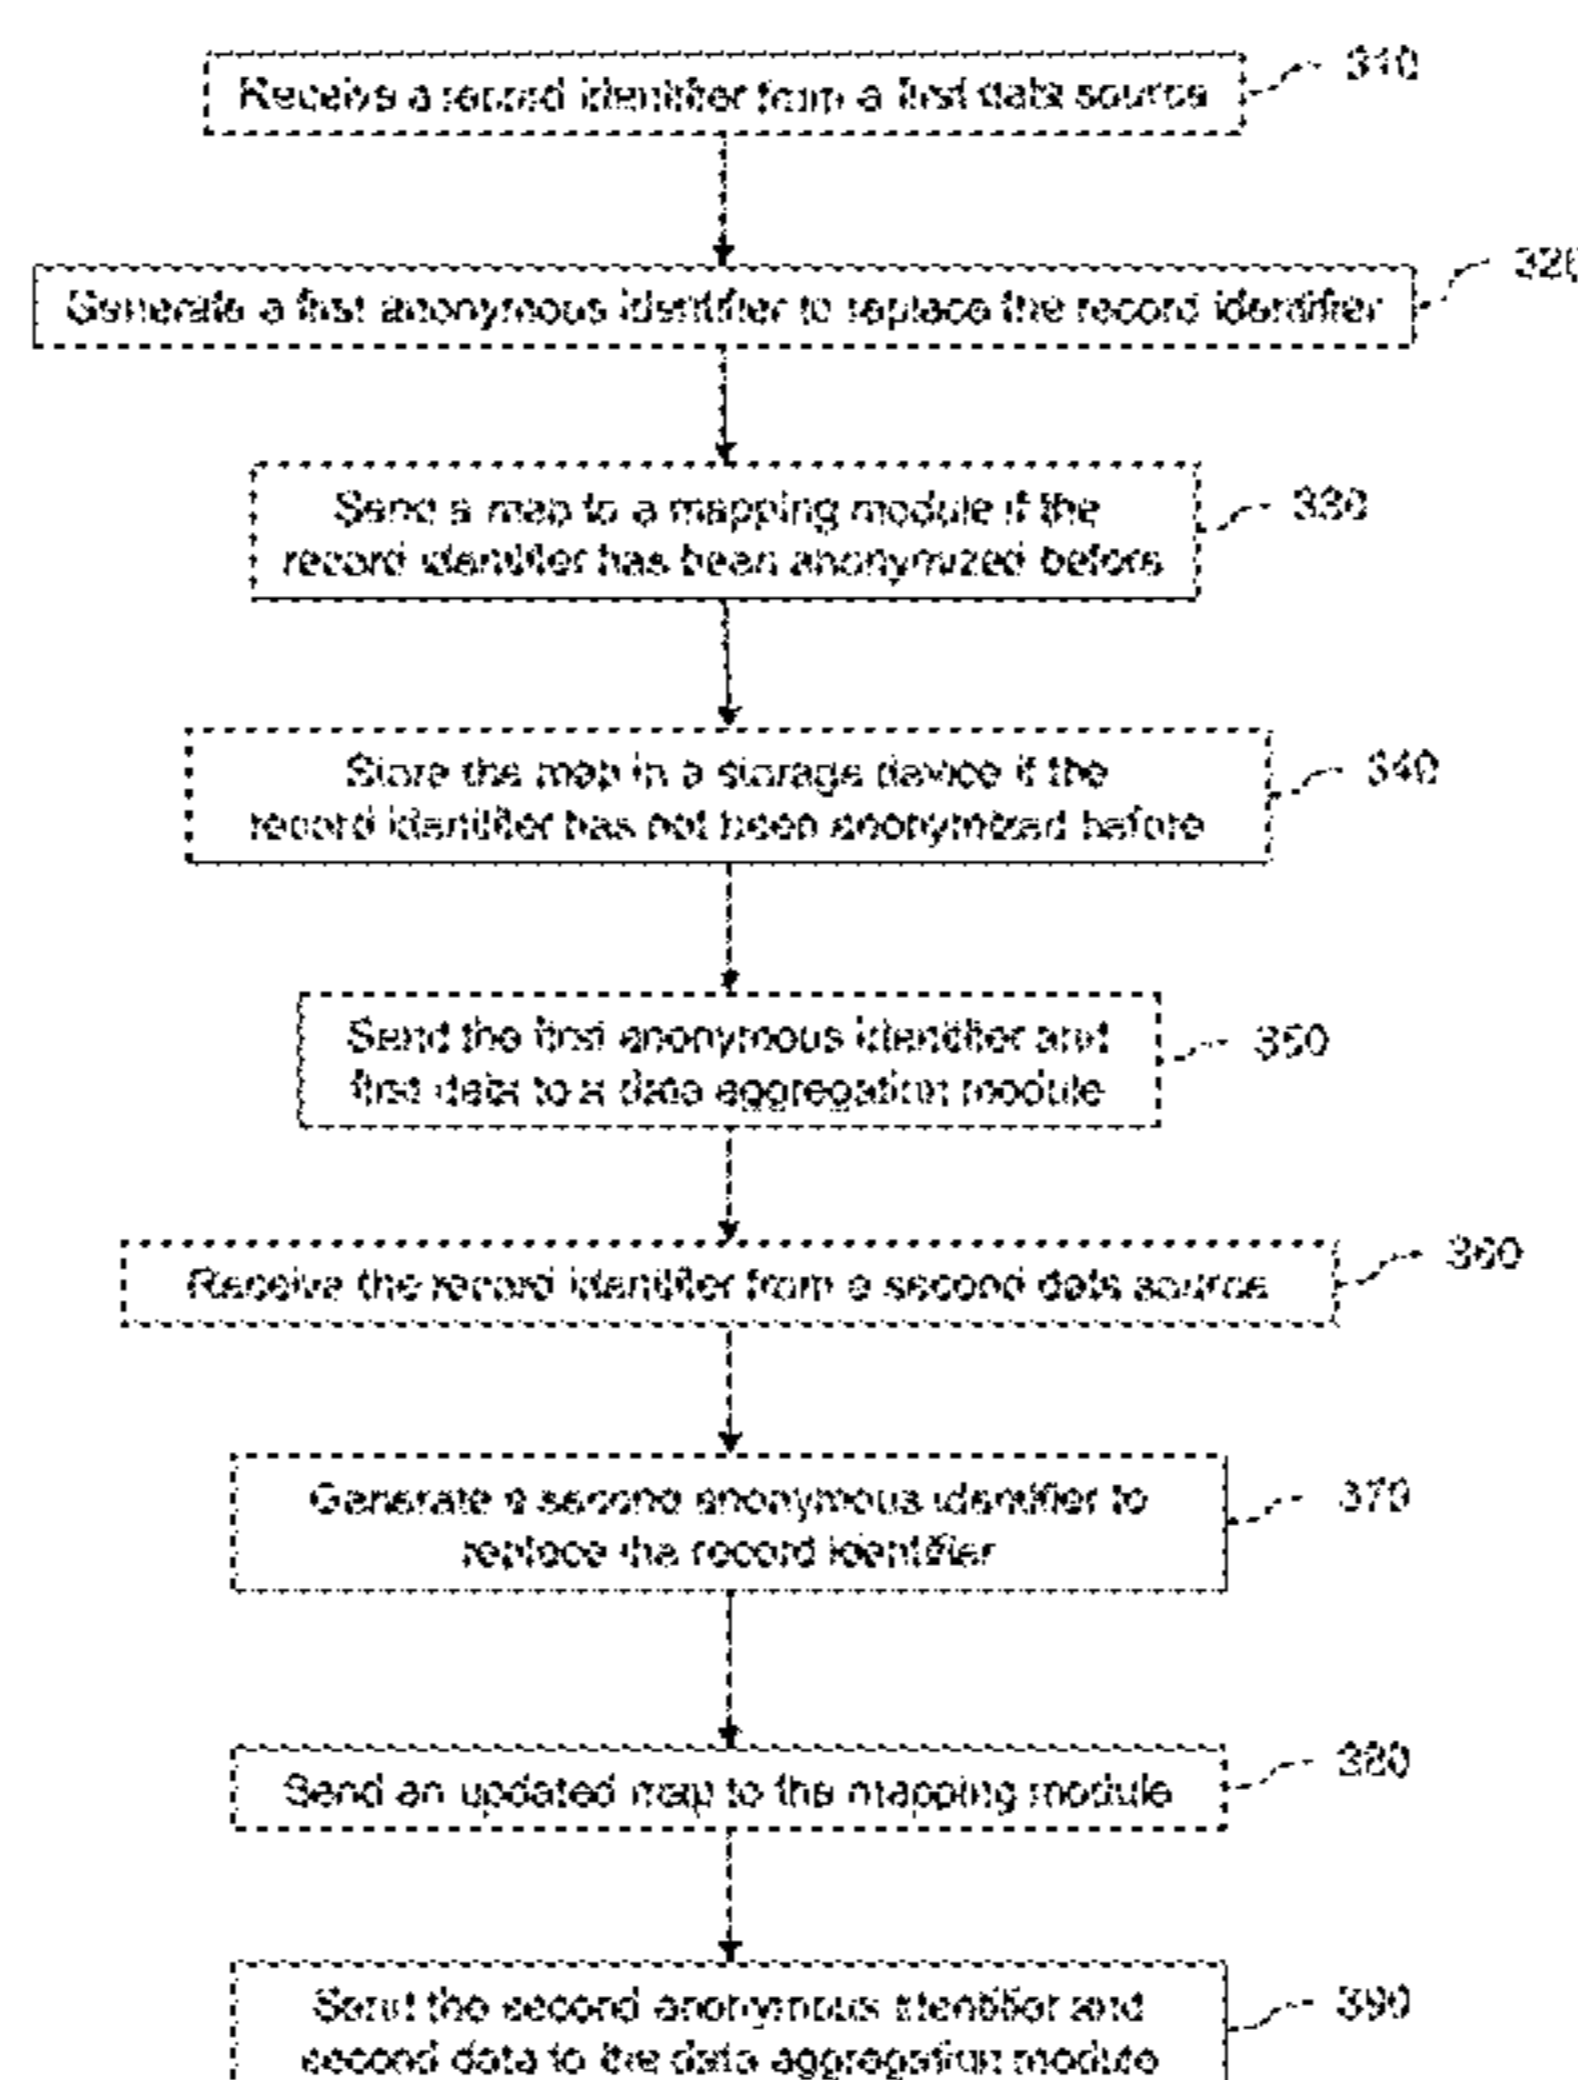 Receive a record identifier from a first data source
310
Generate a first anonymous identifier to replace the record identifier
320
Send a map to a mapping module if the
record identifier has been anonymized before
330
Store the map in a storage device if the
record identifier has not been anonymized before
340
Send the first anonymous identifier and
first data to a data aggregation module
350
Receive the record identifier from a second data source
360
Generate a second anonymous identifier to
replace the record identifier
370
Send an updated map to the mapping module
380
Send the second anonymous identifier and
second data to the data aggregation module
390